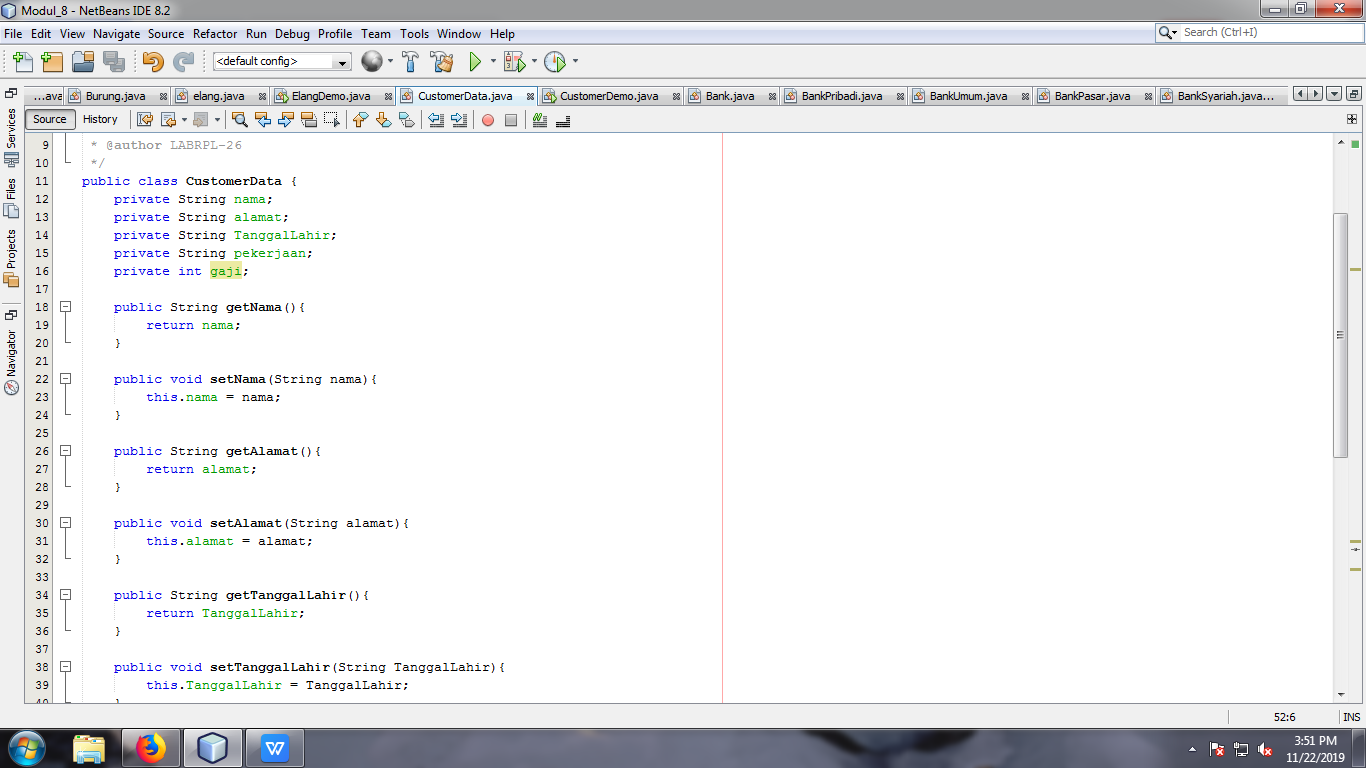 Modul_8 - NetBeans IDE 8.2
File Edit View Navigate Source Refactor Run Debug Profile Team Tools Window Help
Search (Ctrl+I)
<default config>
...ava Burung.java elang.java ElangDemo.java CustomerData.java CustomerDemo.java Bank.java BankPribadi.java BankUmum.java BankPasar.java BankSyariah.java...
Source History
Services
Files
Projects
Navigator
9 * @author LABRPL-26
10 */
11 public class CustomerData {
12 private String nama;
13 private String alamat;
14 private String TanggalLahir;
15 private String pekerjaan;
16 private int gaji;
17
18 public String getNama(){
19 return nama;
20 }
21
22 public void setNama(String nama){
23 this.nama = nama;
24 }
25
26 public String getAlamat(){
27 return alamat;
28 }
29
30 public void setAlamat(String alamat){
31 this.alamat = alamat;
32 }
33
34 public String getTanggalLahir(){
35 return TanggalLahir;
36 }
37
38 public void setTanggalLahir(String TanggalLahir){
39 this.TanggalLahir = TanggalLahir;
40 }
52:6 INS
3:51 PM
11/22/2019